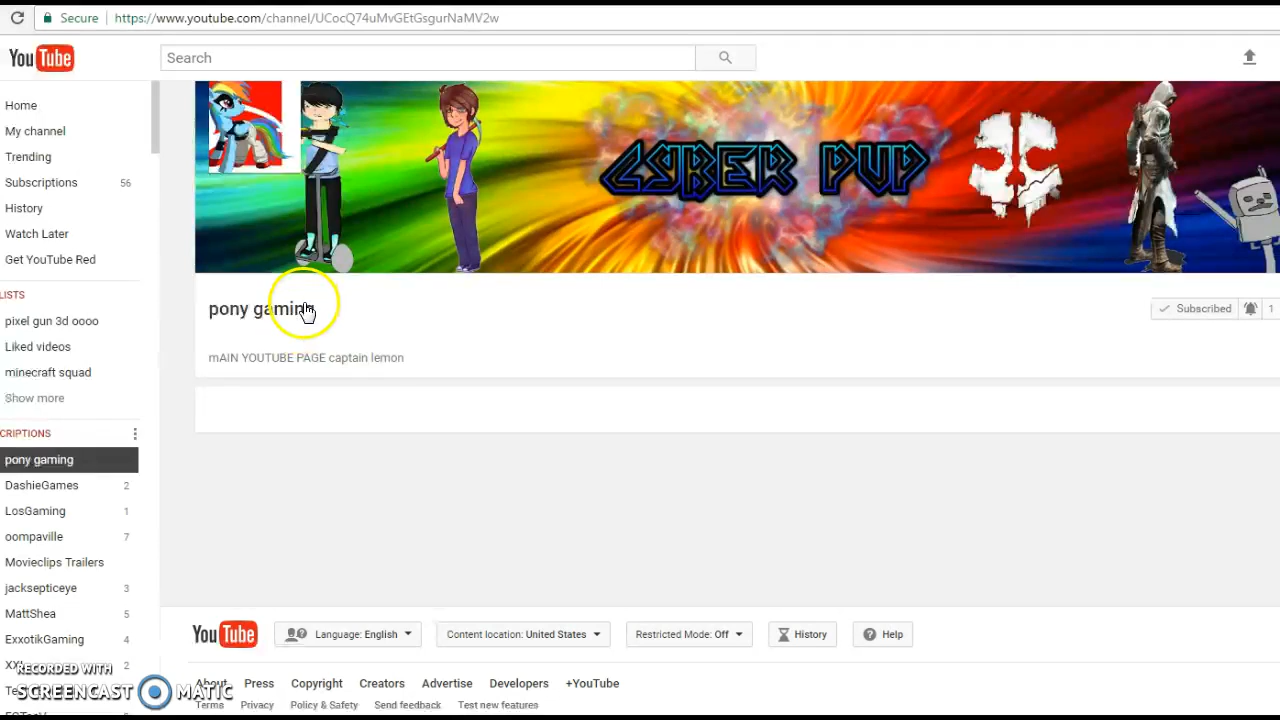 Secure https://www.youtube.com/channel/UCocQ74uMvGEtGsgurNaMV2w
YouTube
Search
Home
My channel
Trending
Subscriptions 56
History
Watch Later
Get YouTube Red
CYBER PVP
pony gaming
Subscribed 1
mAIN YOUTUBE PAGE captain lemon
LISTS
pixel gun 3d oooo
Liked videos
minecraft squad
Show more
CRIPTIONS
pony gaming
DashieGames 2
LosGaming 1
oompaville 7
Movieclips Trailers
jacksepticeye 3
MattShea 5
ExxotikGaming 4
2
RECORDED WITH
SCREENCAST MATIC
YouTube Language: English Content location: United States Restricted Mode: Off History Help
About Press Copyright Creators Advertise Developers +YouTube
Terms Privacy Policy & Safety Send feedback Test new features